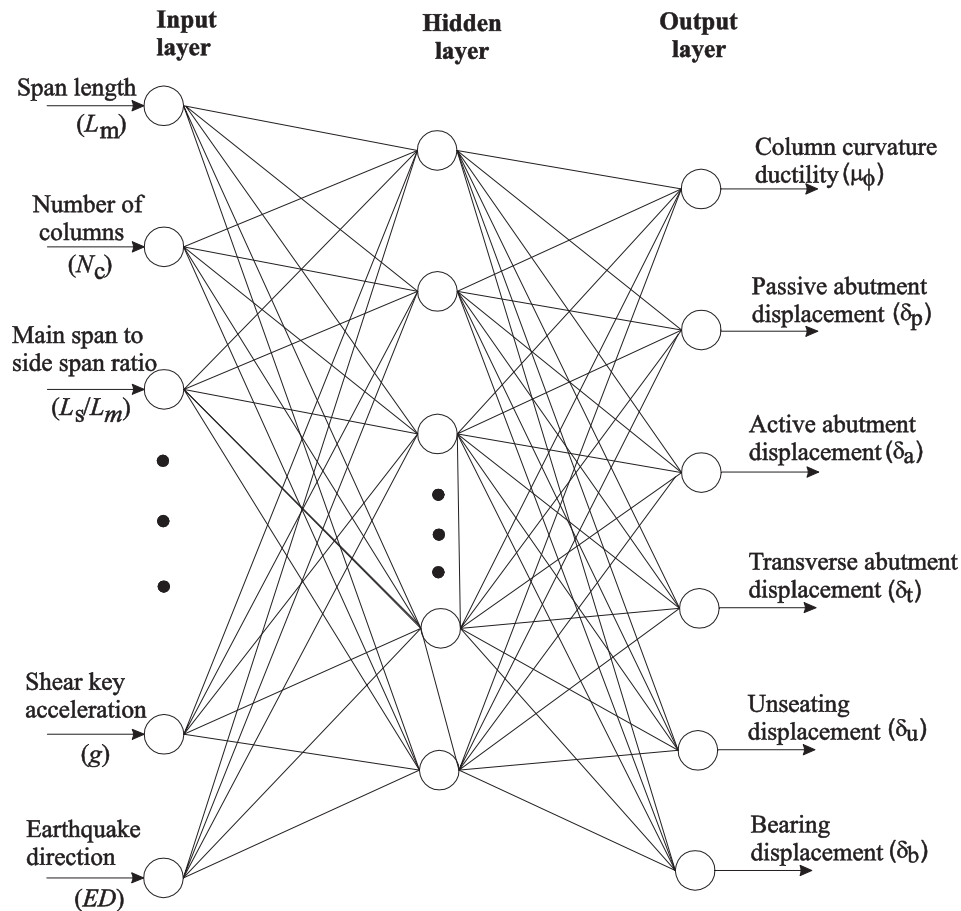 Input
layer
Hidden
layer
Output
layer
Span length
(Lm)
Number of
columns
(Nc)
Main span to
side span ratio
(Ls/Lm)
Shear key
acceleration
(g)
Earthquake
direction
(ED)
Column curvature
ductility (μϕ)
Passive abutment
displacement (δp)
Active abutment
displacement (δa)
Transverse abutment
displacement (δt)
Unseating
displacement (δu)
Bearing
displacement (δb)